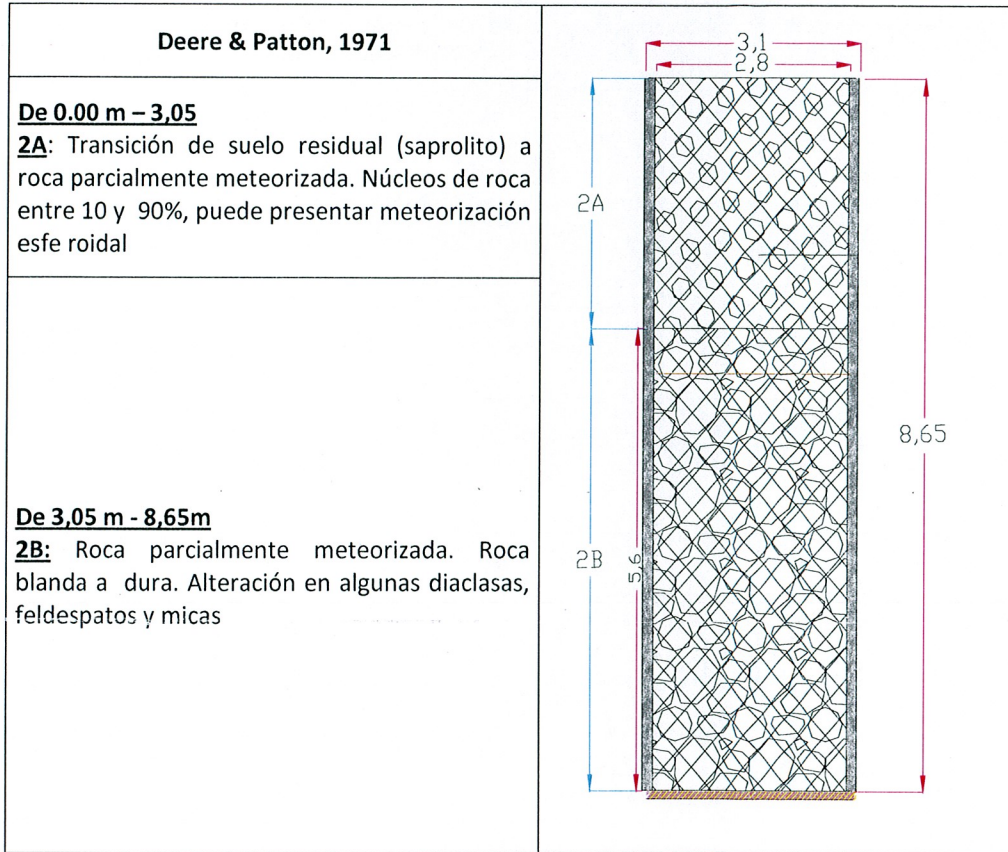 Deere & Patton, 1971
De 0.00 m – 3,05
2A: Transición de suelo residual (saprolito) a
roca parcialmente meteorizada. Núcleos de roca
entre 10 y 90%, puede presentar meteorización
esfe roidal
De 3,05 m - 8,65m
2B: Roca parcialmente meteorizada. Roca
blanda a dura. Alteración en algunas diaclasas,
feldespatos y micas
3,1
2,8
2A
8,65
2B
5,6